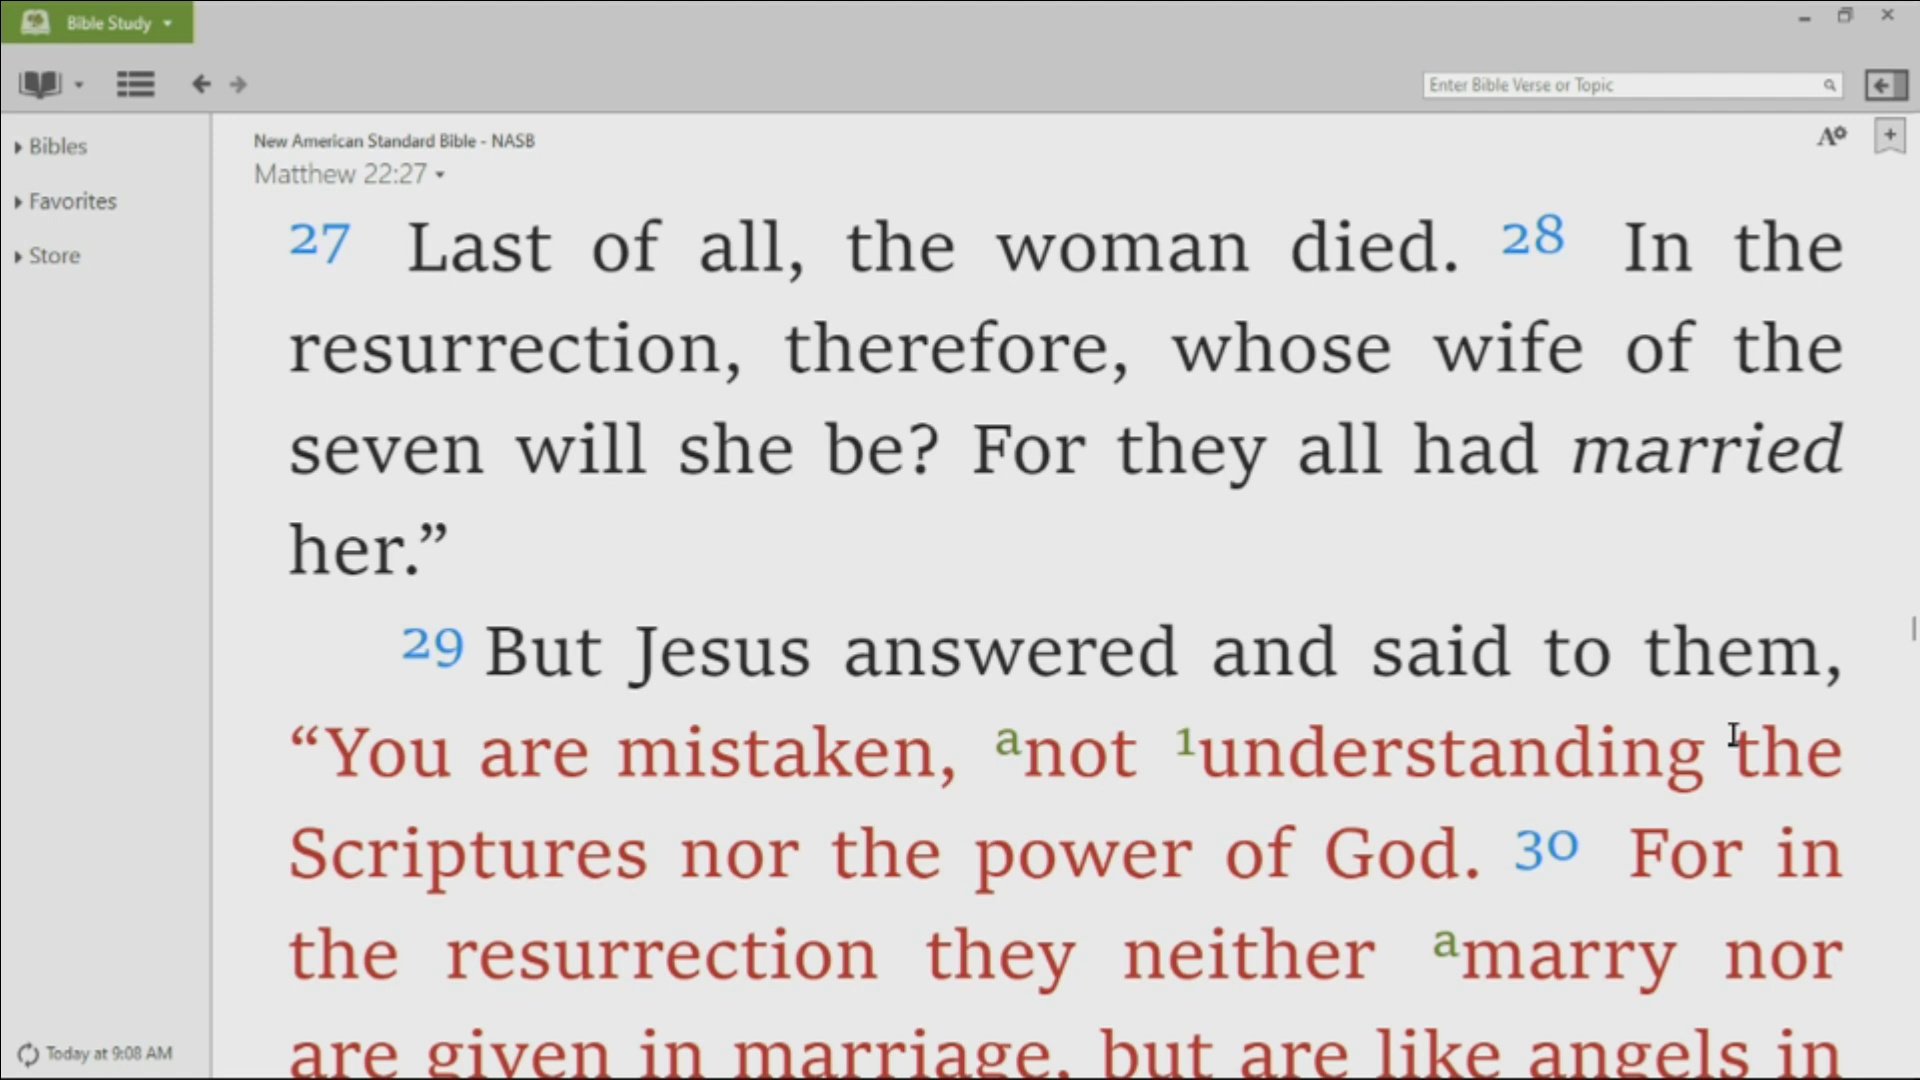 Bible Study
Enter Bible Verse or Topic
Bibles
Favorites
Store
Today at 9:08 AM
New American Standard Bible - NASB
Matthew 22:27
27 Last of all, the woman died. 28 In the
resurrection, therefore, whose wife of the
seven will she be? For they all had married
her.”
29 But Jesus answered and said to them,
“You are mistaken, anot 1understanding the
Scriptures nor the power of God. 30 For in
the resurrection they neither amarry nor
are given in marriage, but are like angels in